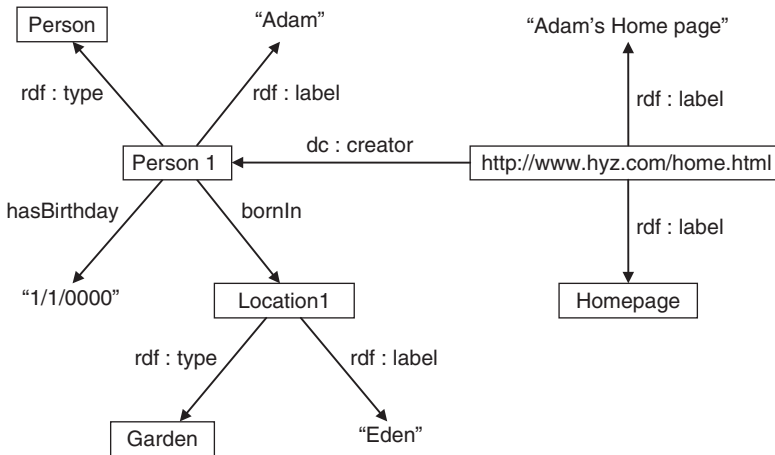 Person
“Adam”
“Adam’s Home page”
rdf : type
rdf : label
rdf : label
dc : creator
Person 1
http://www.hyz.com/home.html
hasBirthday
bornIn
rdf : label
“1/1/0000”
Location1
Homepage
rdf : type
rdf : label
Garden
“Eden”